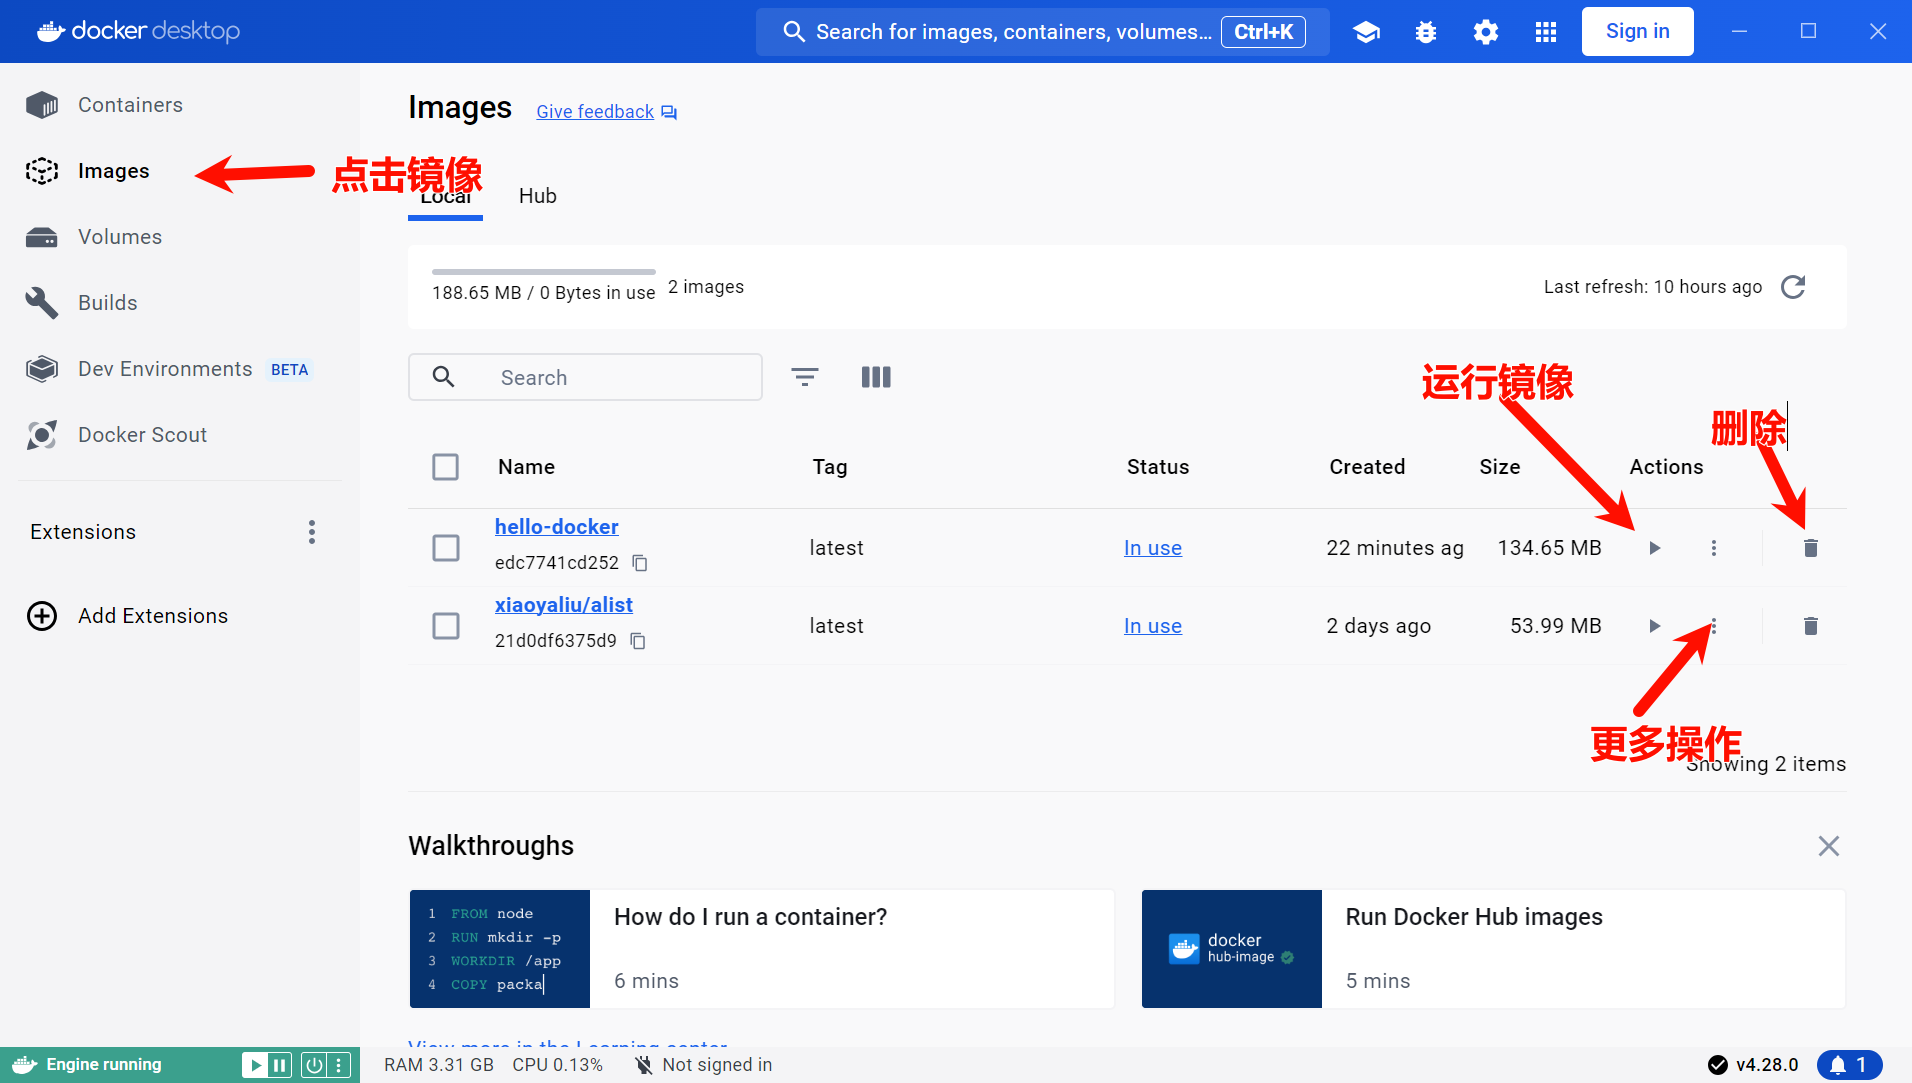 docker desktop
Search for images, containers, volumes... Ctrl+K
Sign in
Containers
Images
Volumes
Builds
Dev Environments BETA
Docker Scout
Extensions
Add Extensions
Images Give feedback
点击镜像
Local Hub
188.65 MB / 0 Bytes in use 2 images
Last refresh: 10 hours ago
Search
运行镜像
删除
Name Tag Status Created Size Actions
hello-docker
edc7741cd252
latest In use 22 minutes ag 134.65 MB
xiaoyaliu/alist
21d0df6375d9
latest In use 2 days ago 53.99 MB
更多操作
Showing 2 items
Walkthroughs
1 FROM node
2 RUN mkdir -p
3 WORKDIR /app
4 COPY packa
How do I run a container?
6 mins
docker
hub-image
Run Docker Hub images
5 mins
View more in the Learning center
Engine running
RAM 3.31 GB CPU 0.13% Not signed in
v4.28.0 1